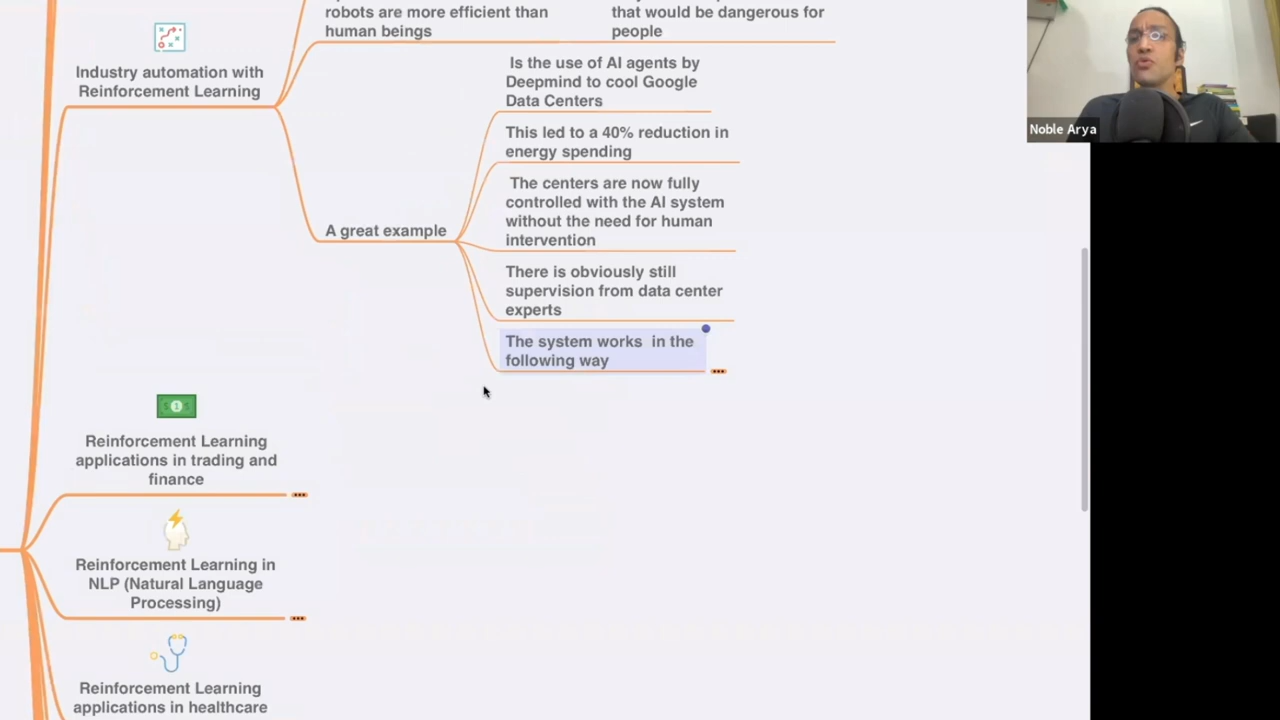 robots are more efficient than
human beings
that would be dangerous for
people
Industry automation with
Reinforcement Learning
Is the use of AI agents by
Deepmind to cool Google
Data Centers
This led to a 40% reduction in
energy spending
The centers are now fully
controlled with the AI system
without the need for human
intervention
A great example
There is obviously still
supervision from data center
experts
The system works  in the
following way
Reinforcement Learning
applications in trading and
finance
Reinforcement Learning in
NLP (Natural Language
Processing)
Reinforcement Learning
applications in healthcare
Noble Arya